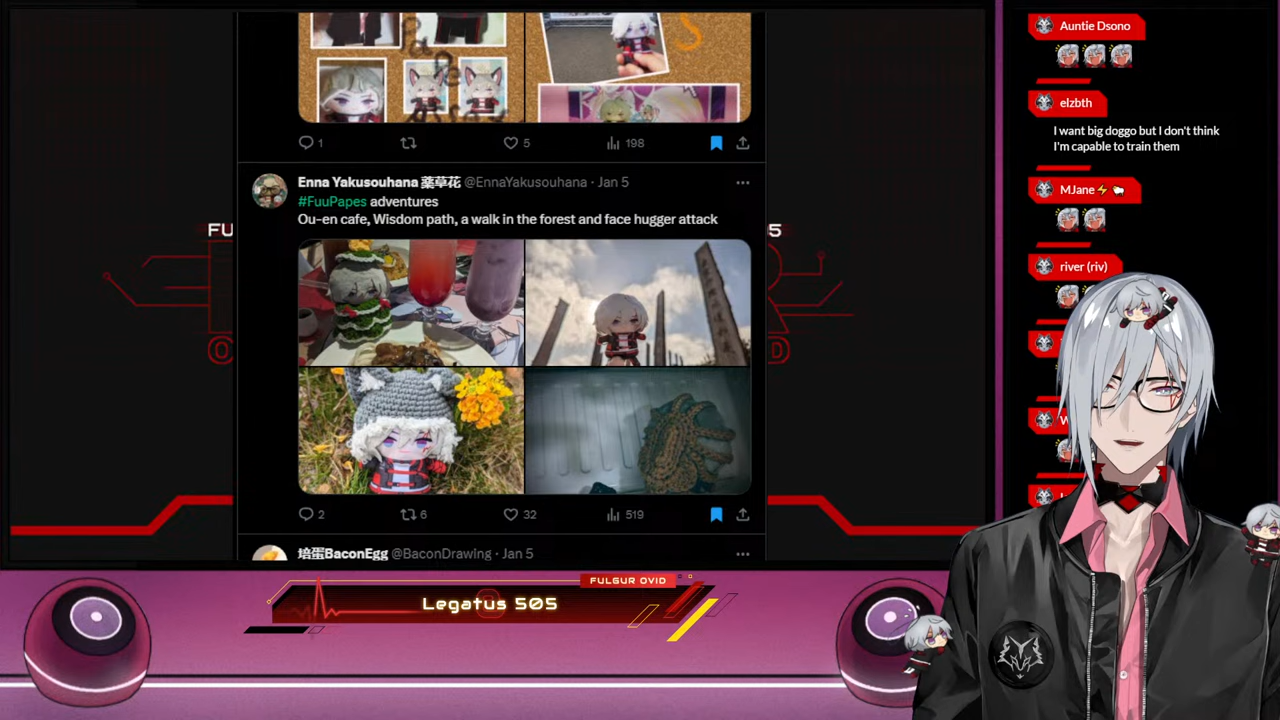 1
5
198
Enna Yakusouhana 薬草花 @EnnaYakusouhana · Jan 5
#FuuPapes adventures
Ou-en cafe, Wisdom path, a walk in the forest and face hugger attack
FU
5
O
D
2
6
32
519
培蛋BaconEgg @BaconDrawing · Jan 5
FULGUR OVID
Legatus 505
Auntie Dsono
elzbth
I want big doggo but I don't think
I'm capable to train them
MJane
river (riv)